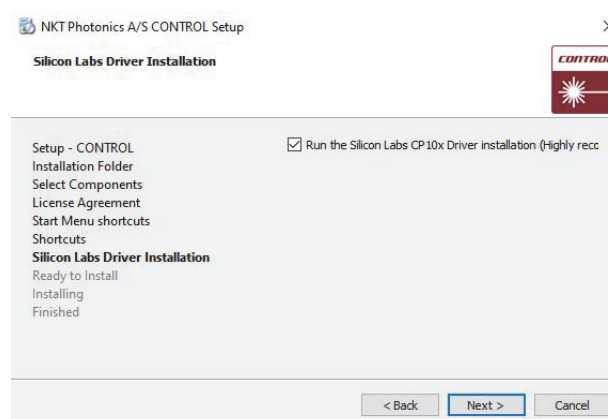 NKT Photonics A/S CONTROL Setup
Silicon Labs Driver Installation
CONTROL
Setup - CONTROL
Installation Folder
Select Components
License Agreement
Start Menu shortcuts
Shortcuts
Silicon Labs Driver Installation
Ready to Install
Installing
Finished
Run the Silicon Labs CP10x Driver installation (Highly recc
< Back
Next >
Cancel